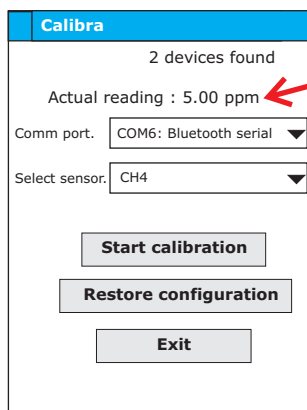 Calibra
2 devices found
Actual reading : 5.00 ppm
Comm port. COM6: Bluetooth serial
Select sensor. CH4
Start calibration
Restore configuration
Exit